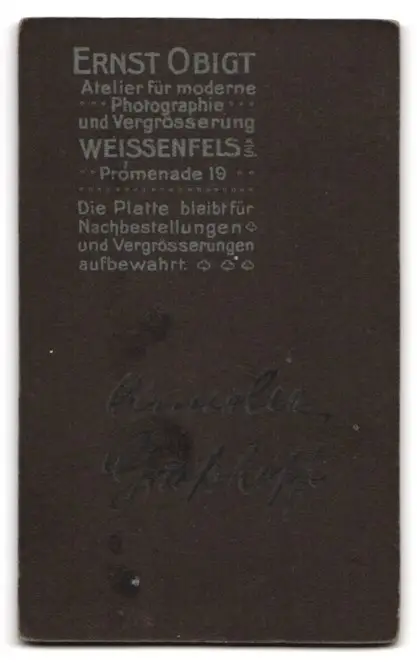 ERNST OBIGT
Atelier für moderne
Photographie
und Vergrösserung
WEISSENFELS a/S.
Promenade 19
Die Platte bleibt für
Nachbestellungen
und Vergrösserungen
aufbewahrt.